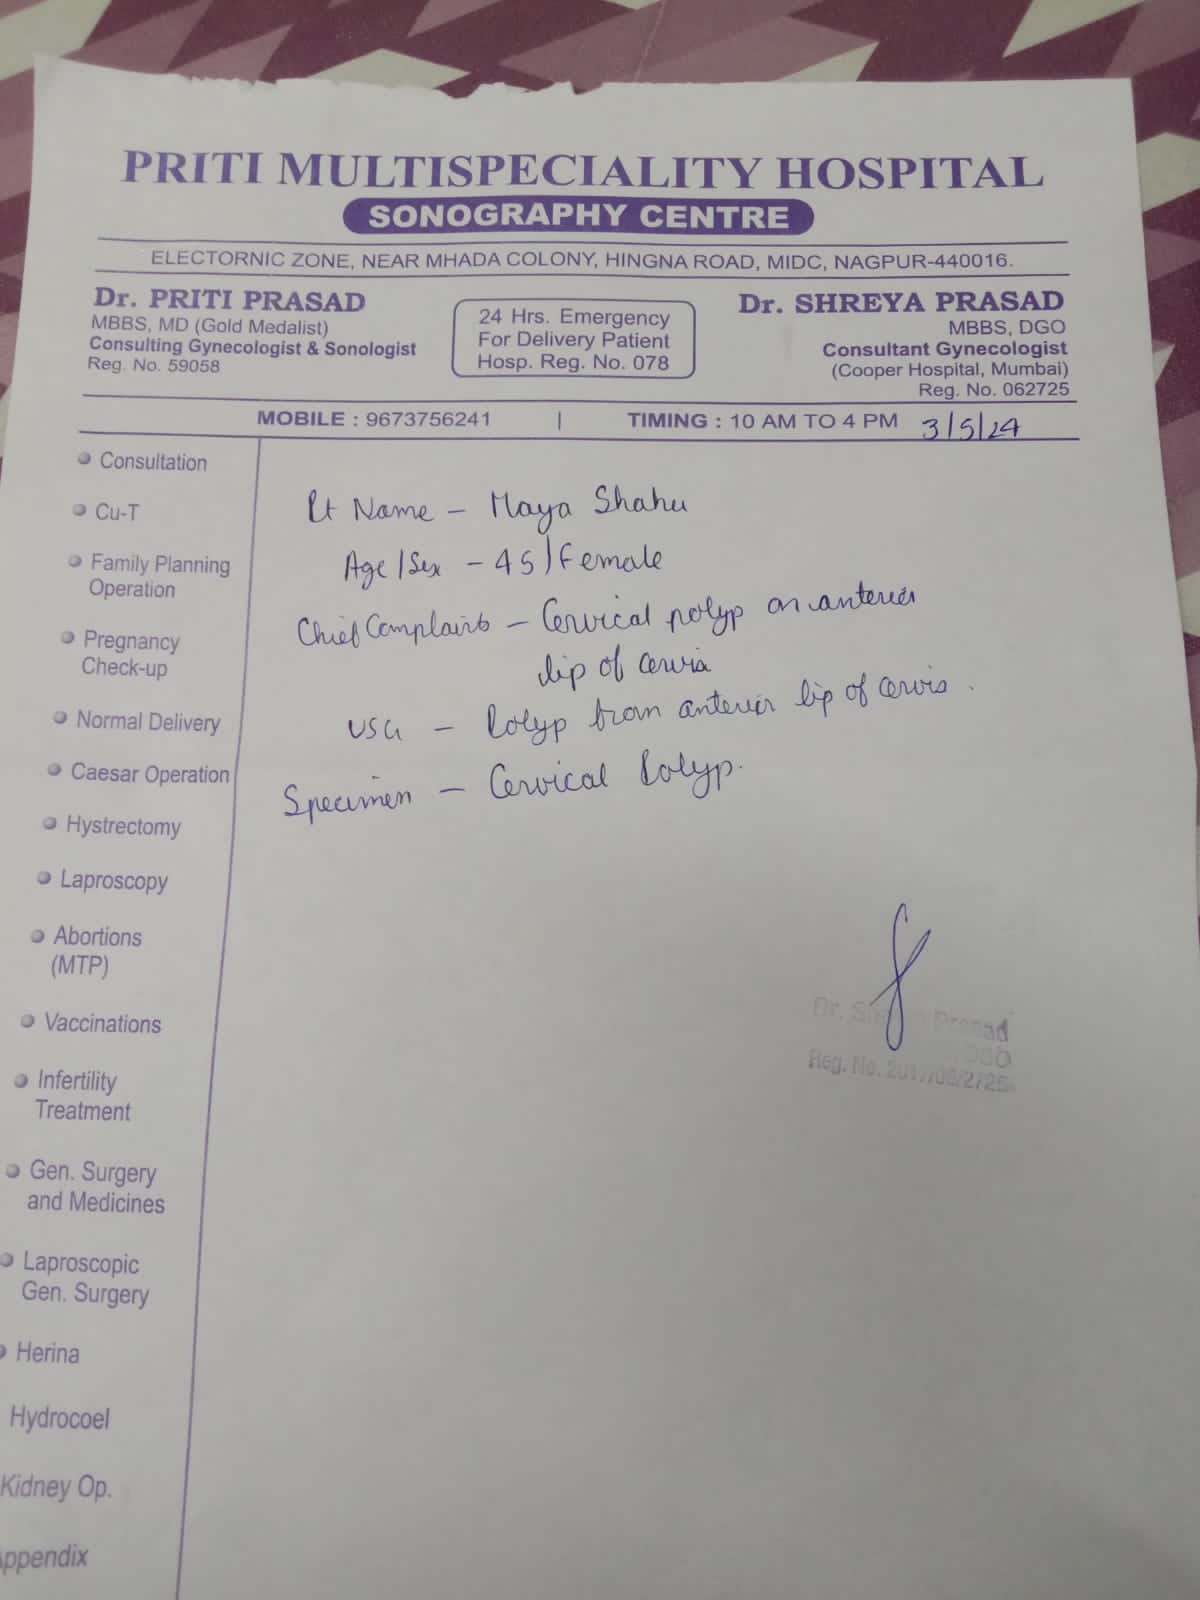 PRITI MULTISPECIALITY HOSPITAL
SONOGRAPHY CENTRE
ELECTORNIC ZONE, NEAR MHADA COLONY, HINGNA ROAD, MIDC, NAGPUR-440016.
Dr. PRITI PRASAD
MBBS, MD (Gold Medalist)
Consulting Gynecologist & Sonologist
Reg. No. 59058
24 Hrs. Emergency
For Delivery Patient
Hosp. Reg. No. 078
Dr. SHREYA PRASAD
MBBS, DGO
Consultant Gynecologist
(Cooper Hospital, Mumbai)
Reg. No. 062725
MOBILE : 9673756241 | TIMING : 10 AM TO 4 PM 3/5/24
Consultation
Cu-T
Family Planning
Operation
Pregnancy
Check-up
Normal Delivery
Caesar Operation
Hystrectomy
Laproscopy
Abortions
(MTP)
Vaccinations
Infertility
Treatment
Gen. Surgery
and Medicines
Laproscopic
Gen. Surgery
Herina
Hydrocoel
Kidney Op.
Appendix
Pt Name - Maya Shahu
Age/Sex - 45/Female
Chief Complaints - Cervical polyp on anterior
lip of cervix
USG - Polyp from anterior lip of cervix.
Specimen - Cervical Polyp.
Dr. Prasad
Reg. No.